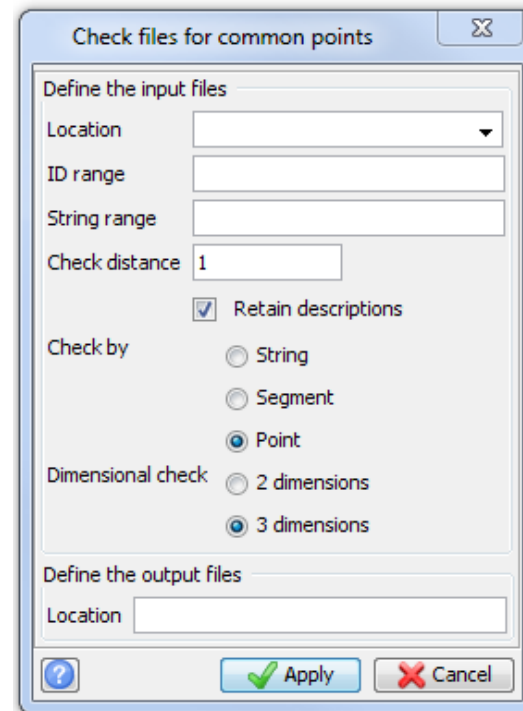 Check files for common points
Define the input files
Location
ID range
String range
Check distance 1
Retain descriptions
Check by String
Segment
Point
Dimensional check 2 dimensions
3 dimensions
Define the output files
Location
? Apply Cancel